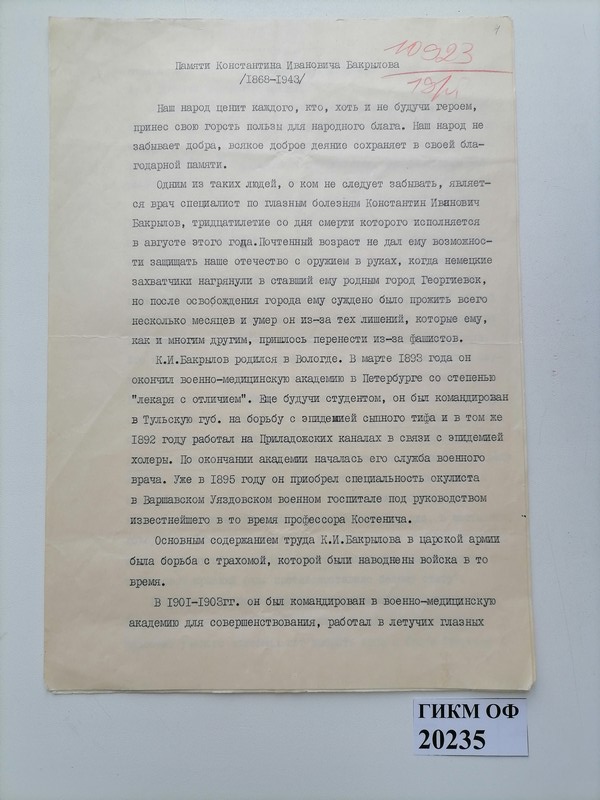 1
10923
Памяти Константина Ивановича Бакрылова
/1868-1943/
Наш народ ценит каждого, кто, хоть и не будучи героем,
принес свою горсть пользы для народного блага. Наш народ не
забывает добра, всякое доброе деяние сохраняет в своей бла-
годарной памяти.
Одним из таких людей, о ком не следует забывать, являет-
ся врач специалист по глазным болезням Константин Иванович
Бакрылов, тридцатилетие со дня смерти которого исполняется
в августе этого года.Почтенный возраст не дал ему возможнос-
ти защищать наше отечество с оружием в руках, когда немецкие
захватчики нагрянули в ставший ему родным город Георгиевск,
но после освобождения города ему суждено было прожить всего
несколько месяцев и умер он из-за тех лишений, которые ему,
как и многим другим, пришлось перенести из-за фашистов.
К.И.Бакрылов родился в Вологде. В марте 1893 года он
окончил военно-медицинскую академию в Петербурге со степенью
"лекаря с отличием". Еще будучи студентом, он был командирован
в Тульскую губ. на борьбу с эпидемией сыпного тифа и в том же
1892 году работал на Приладожских каналах в связи с эпидемией
холеры. По окончании академии началась его служба военного
врача. Уже в 1895 году он приобрел специальность окулиста
в Варшавском Уяздовском военном госпитале под руководством
известнейшего в то время профессора Костенича.
Основным содержанием труда К.И.Бакрылова в царской армии
была борьба с трахомой, которой были наводнены войска в то
время.
В 1901-1903гг. он был командирован в военно-медицинскую
академию для совершенствования, работал в летучих глазных
ГИКМ ОФ
20235